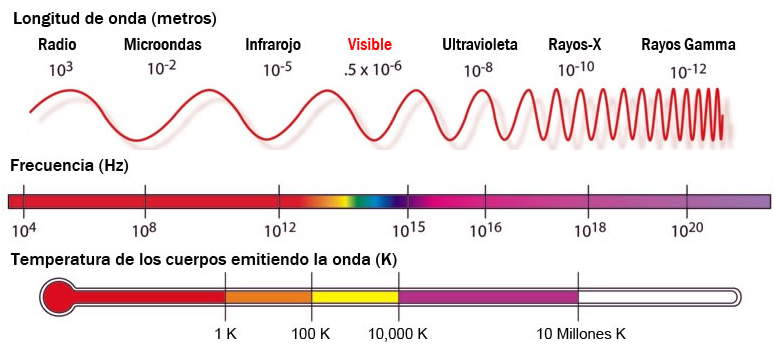 Longitud de onda (metros)
Radio Microondas Infrarojo Visible Ultravioleta Rayos-X Rayos Gamma
10³ 10⁻² 10⁻⁵ .5 x 10⁻⁶ 10⁻⁸ 10⁻¹⁰ 10⁻¹²
Frecuencia (Hz)
10⁴ 10⁸ 10¹² 10¹⁵ 10¹⁶ 10¹⁸ 10²⁰
Temperatura de los cuerpos emitiendo la onda (K)
1 K 100 K 10,000 K 10 Millones K